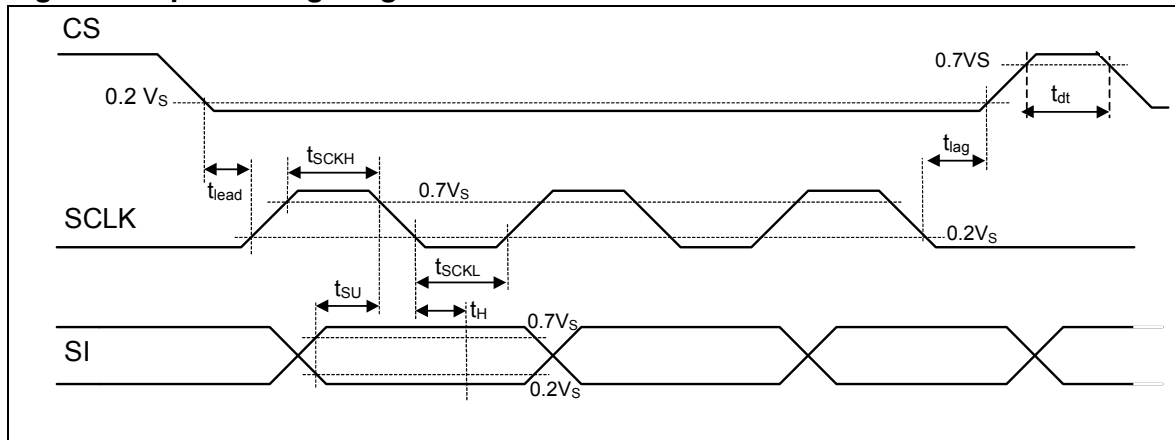 CS
0.7VS
0.2 VS
tdt
tSCKH
tlag
tlead
0.7VS
SCLK
0.2VS
tSCKL
tSU
tH
0.7VS
SI
0.2VS